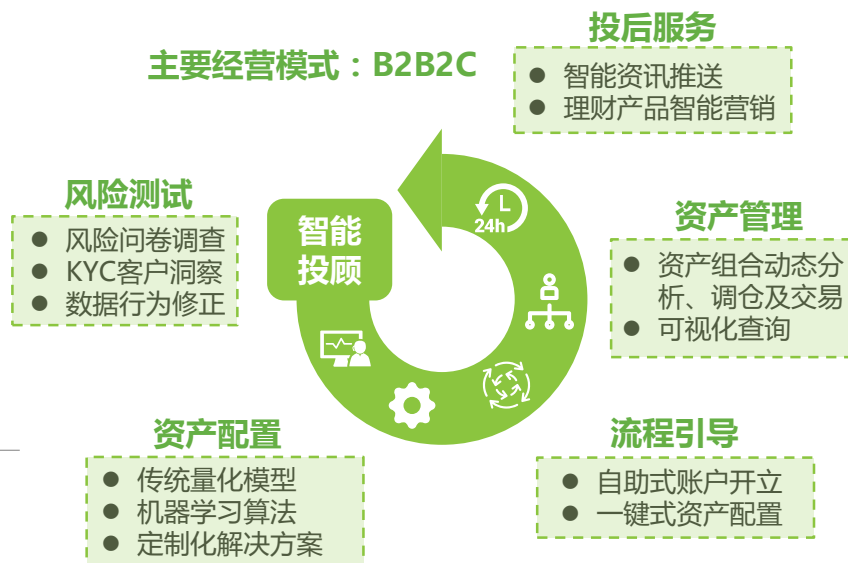 主要经营模式：B2B2C
投后服务
● 智能资讯推送
● 理财产品智能营销
风险测试
● 风险问卷调查
● KYC客户洞察
● 数据行为修正
智能
投顾
24h
资产管理
● 资产组合动态分
析、调仓及交易
● 可视化查询
资产配置
● 传统量化模型
● 机器学习算法
● 定制化解决方案
流程引导
● 自助式账户开立
● 一键式资产配置